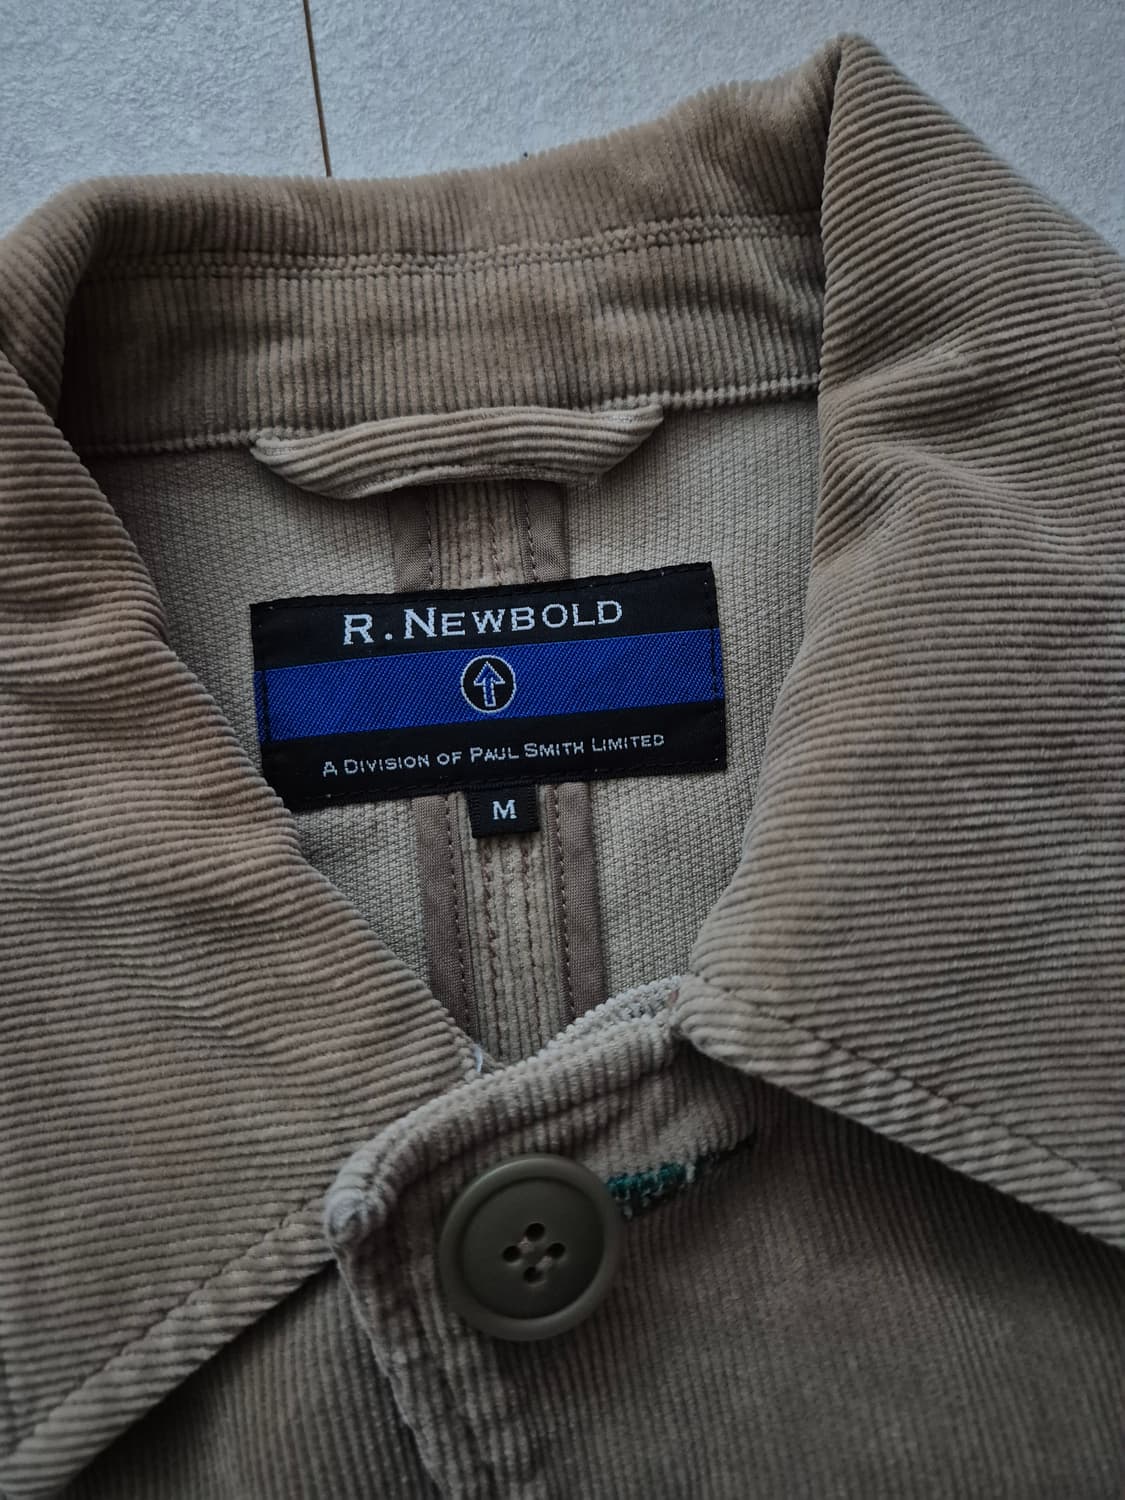 R. NEWBOLD
A DIVISION OF PAUL SMITH LIMITED
M